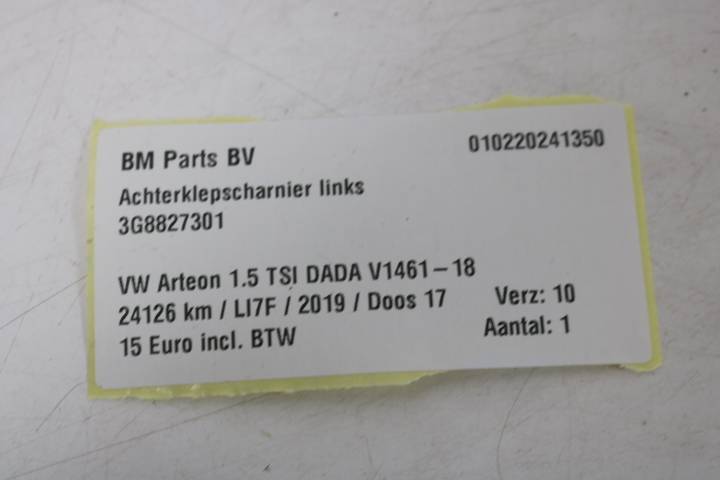 BM Parts BV 010220241350
Achterklepscharnier links
3G8827301
VW Arteon 1.5 TSI DADA V1461-18
24126 km / LI7F / 2019 / Doos 17 Verz: 10
15 Euro incl. BTW Aantal: 1